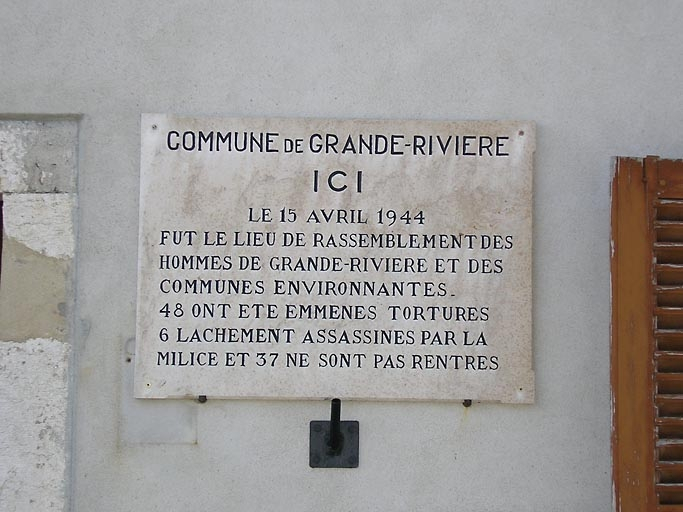 COMMUNE DE GRANDE-RIVIERE
ICI
LE 15 AVRIL 1944
FUT LE LIEU DE RASSEMBLEMENT DES
HOMMES DE GRANDE-RIVIERE ET DES
COMMUNES ENVIRONNANTES.
48 ONT ETE EMMENES TORTURES
6 LACHEMENT ASSASSINES PAR LA
MILICE ET 37 NE SONT PAS RENTRES